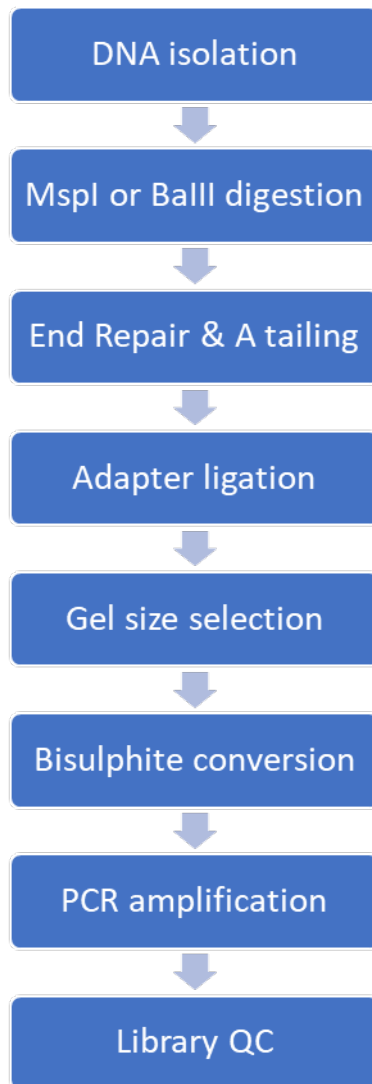 DNA isolation
MspI or BaIII digestion
End Repair & A tailing
Adapter ligation
Gel size selection
Bisulphite conversion
PCR amplification
Library QC